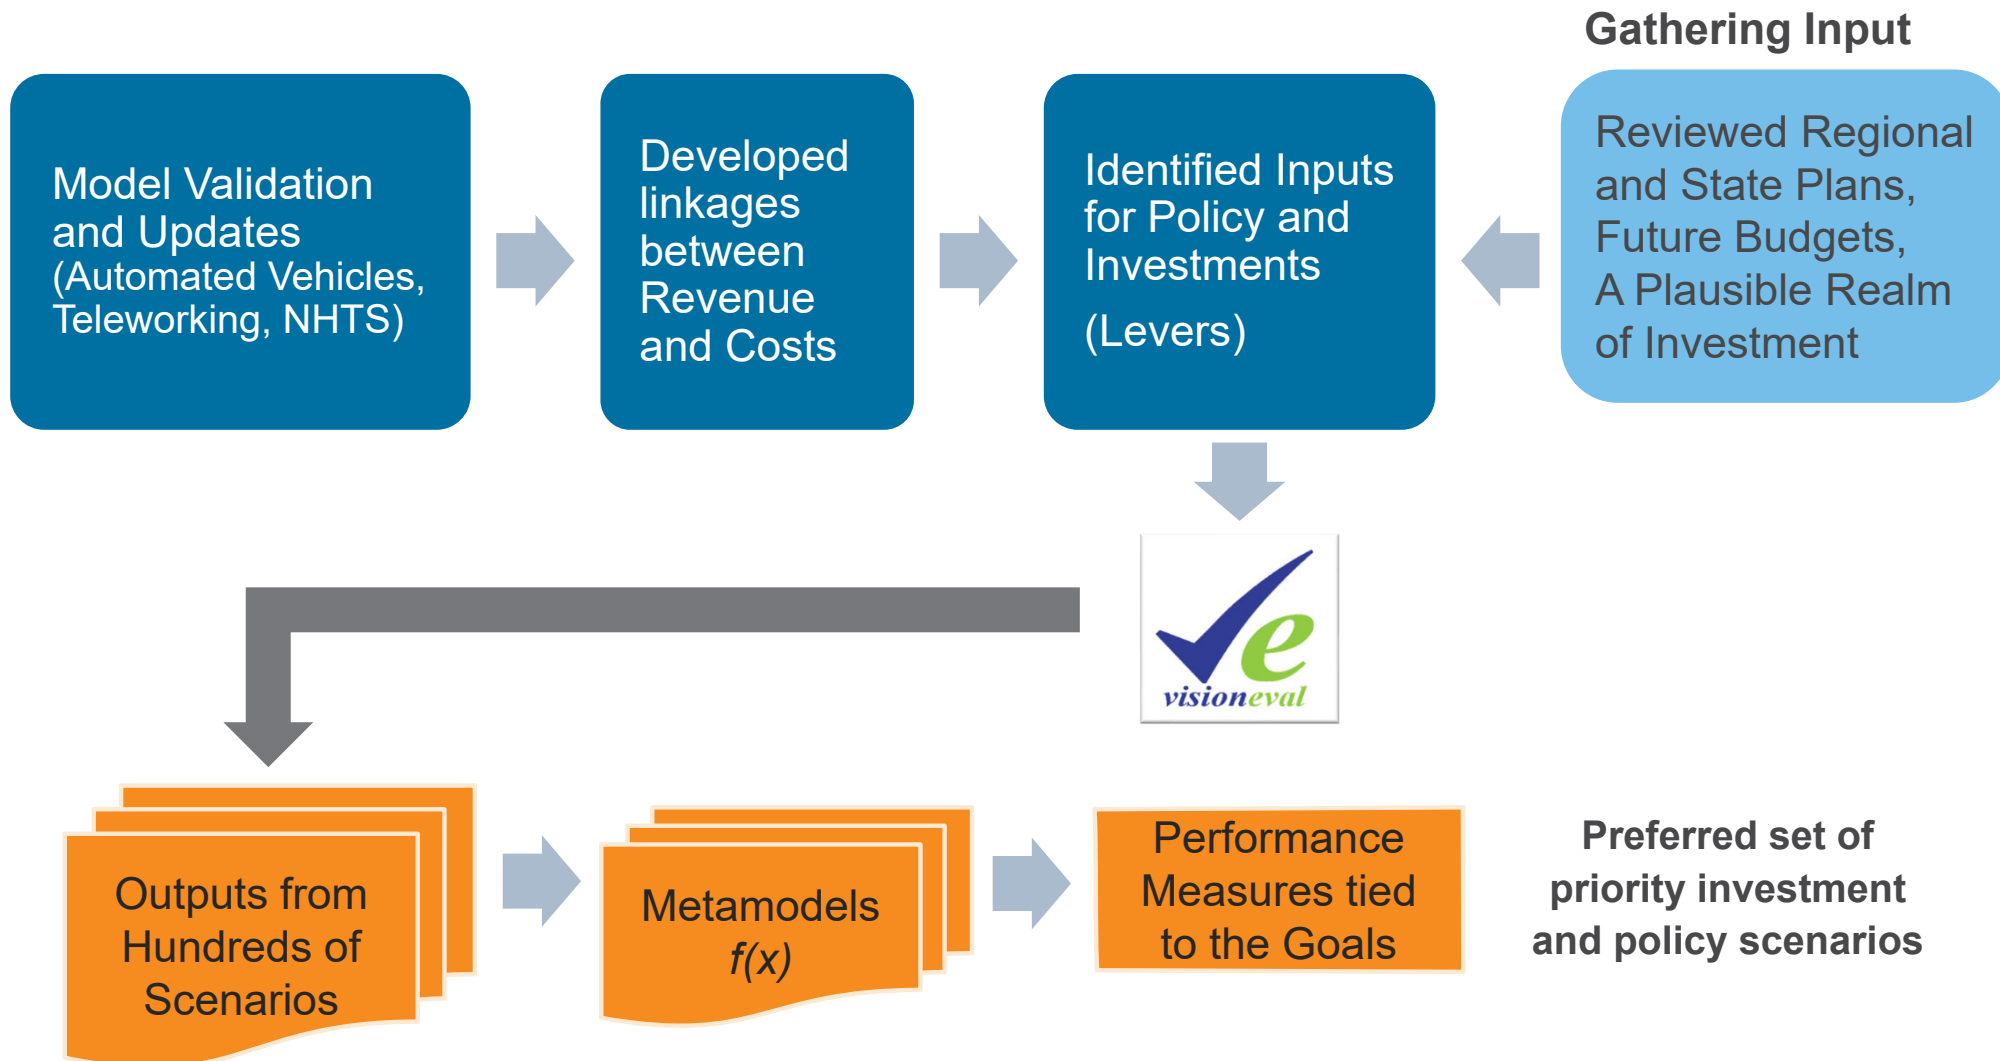 Gathering Input
Model Validation
and Updates
(Automated Vehicles,
Teleworking, NHTS)
Developed
linkages
between
Revenue
and Costs
Identified Inputs
for Policy and
Investments
(Levers)
Reviewed Regional
and State Plans,
Future Budgets,
A Plausible Realm
of Investment
Ve
visioneval
Outputs from
Hundreds of
Scenarios
Metamodels
f(x)
Performance
Measures tied
to the Goals
Preferred set of
priority investment
and policy scenarios